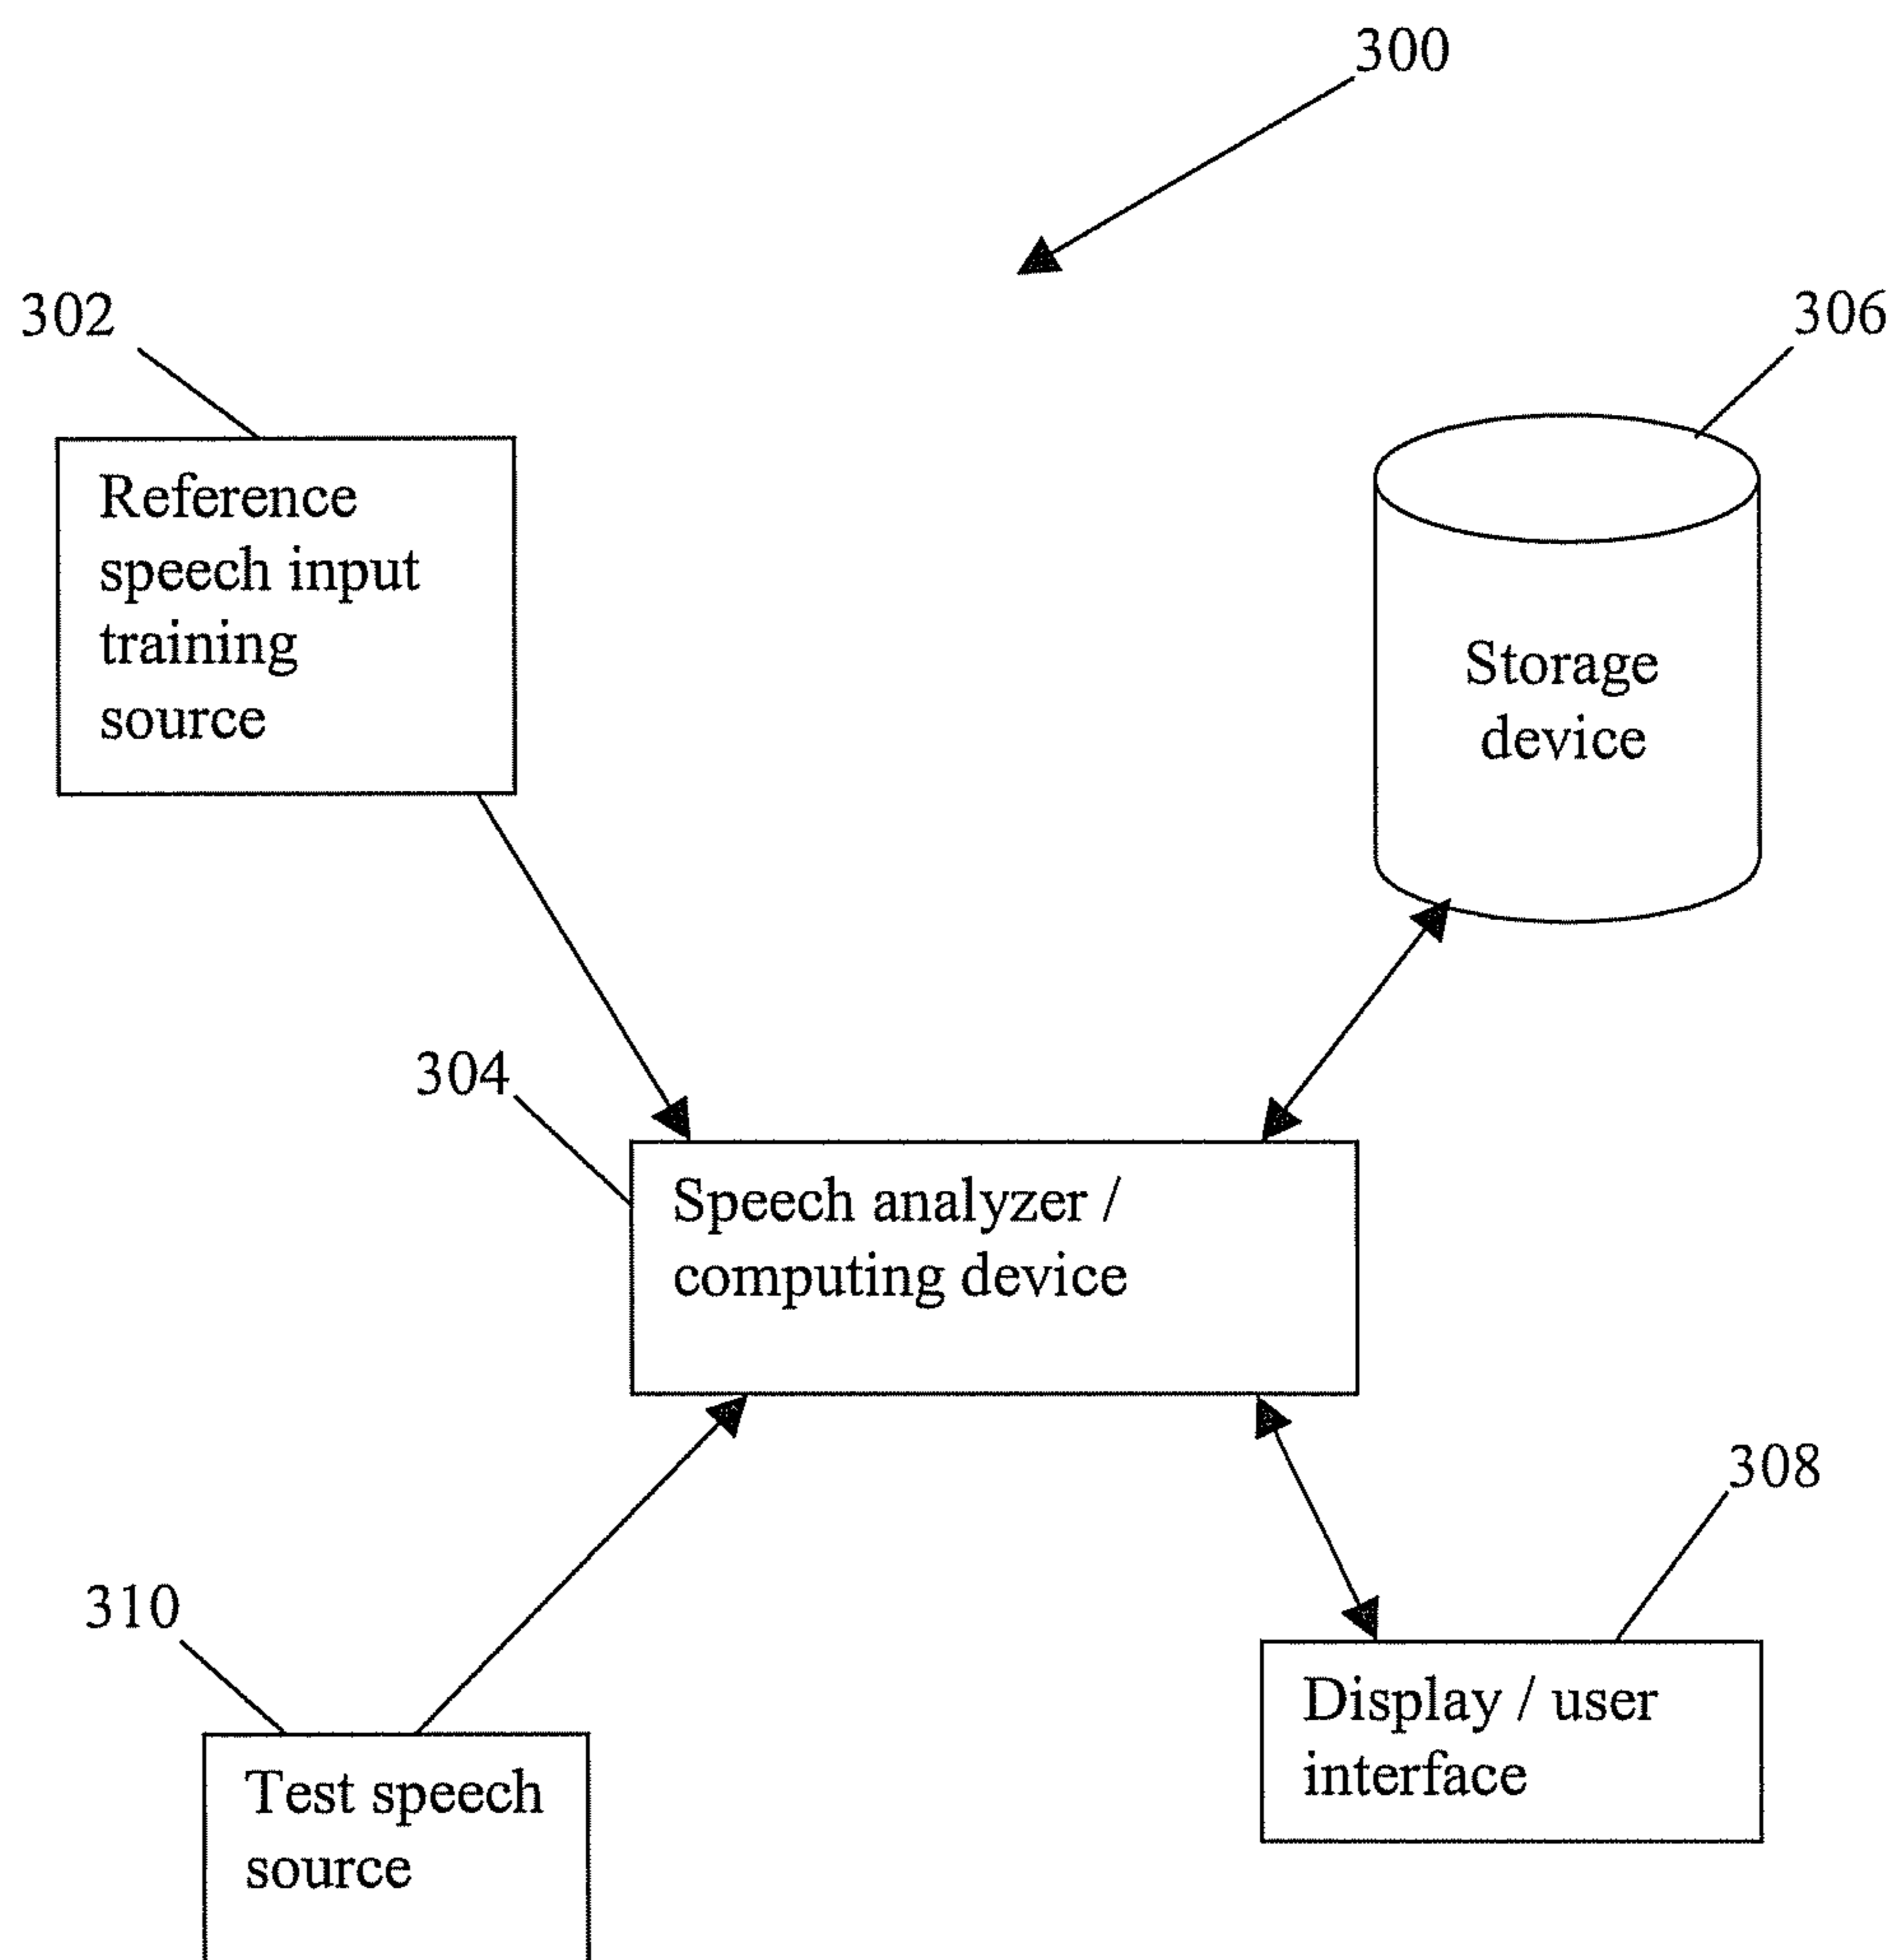 300
302
306
Reference
speech input
training
source
Storage
device
304
Speech analyzer /
computing device
308
310
Display / user
interface
Test speech
source